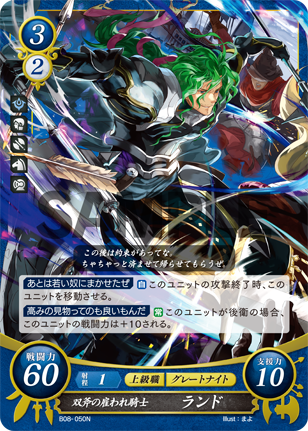 3
2
この後は約束があってな。
ちゃちゃっと済ませて帰らせてもらうぜ。
あとは若い奴にまかせたぜ 自 このユニットの攻撃終了時、この
ユニットを移動させる。
高みの見物ってのも良いもんだ 常 このユニットが後衛の場合、
このユニットの戦闘力は＋10される。
戦闘力
60
射程 1 上級職 グレートナイト
支援力
10
双斧の雇われ騎士 ランド
B08-050N
Illust：まよ